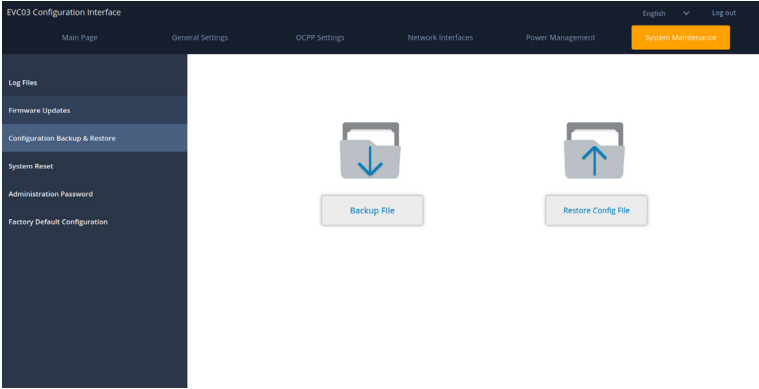 EVC03 Configuration Interface
English
Log out
Main Page
General Settings
OCPP Settings
Network Interfaces
Power Management
System Maintenance
Log Files
Firmware Updates
Configuration Backup & Restore
System Reset
Administration Password
Factory Default Configuration
Backup File
Restore Config File